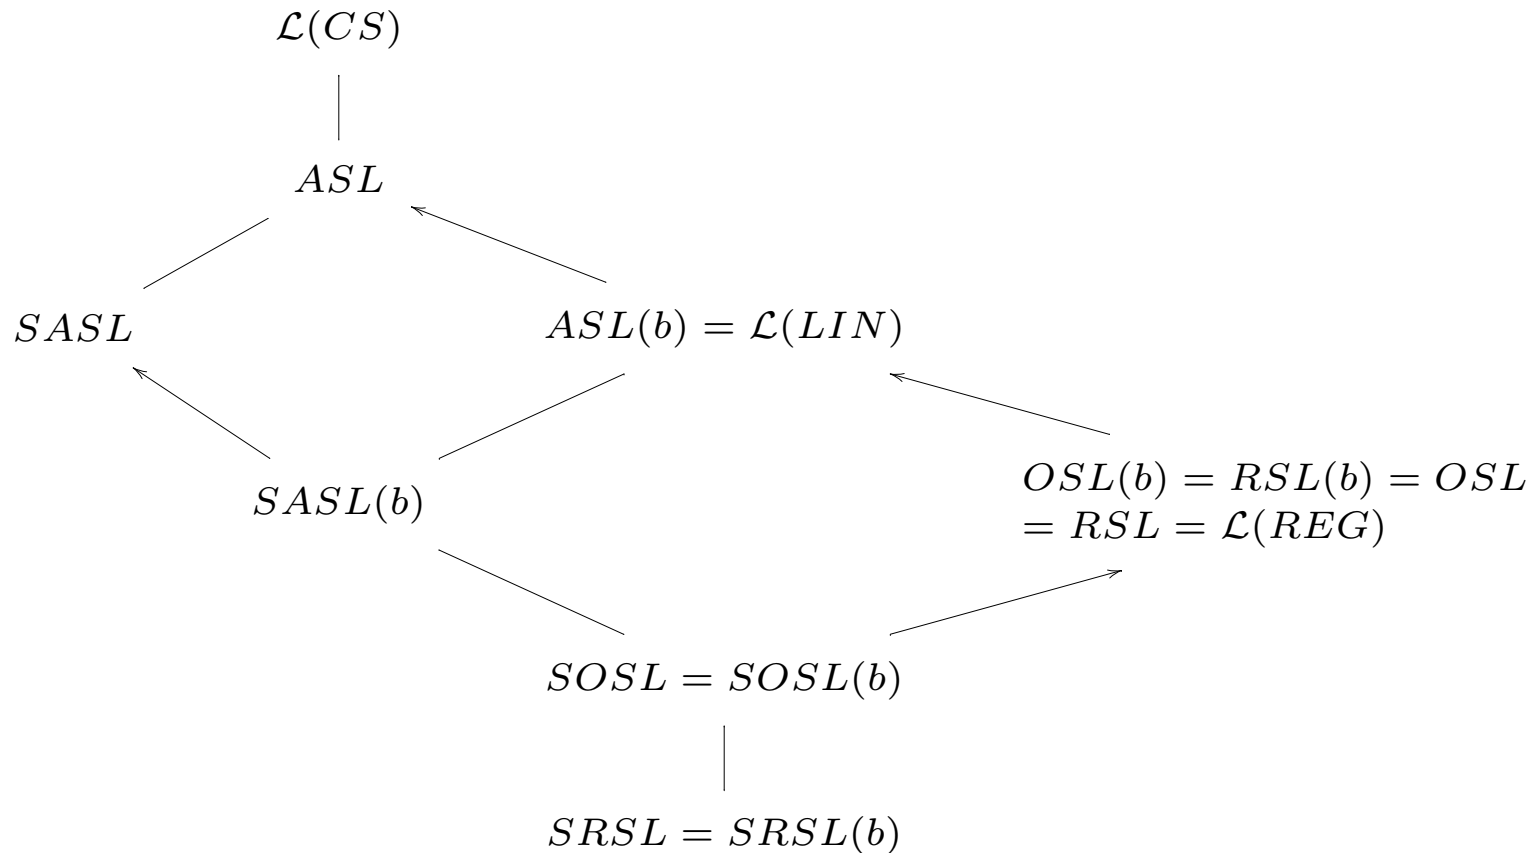 ℒ(CS)
ASL
SASL
ASL(b) = ℒ(LIN)
SASL(b)
OSL(b) = RSL(b) = OSL
= RSL = ℒ(REG)
SOSL = SOSL(b)
SRSL = SRSL(b)